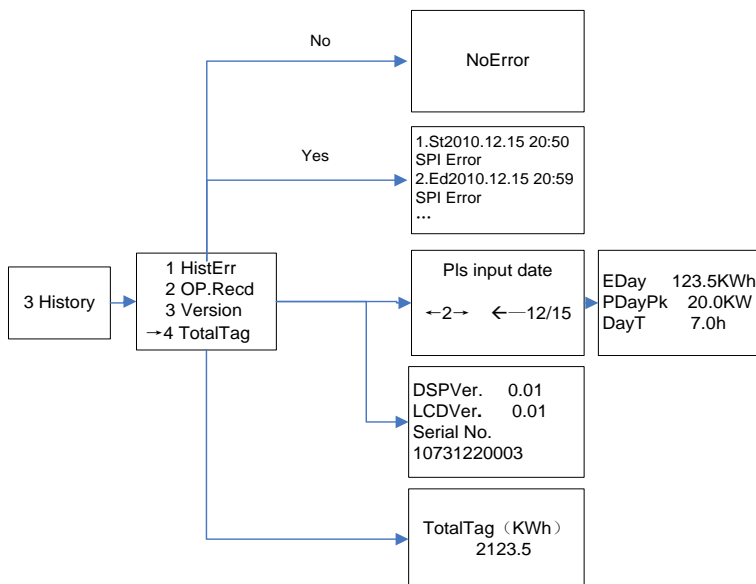 No
NoError
Yes
1.St2010.12.15 20:50
SPI Error
2.Ed2010.12.15 20:59
SPI Error
...
3 History
1 HistErr
2 OP.Recd
3 Version
→4 TotalTag
Pls input date
←2→ ←—12/15
EDay 123.5KWh
PDayPk 20.0KW
DayT 7.0h
DSPVer. 0.01
LCDVer. 0.01
Serial No.
10731220003
TotalTag（KWh）
2123.5